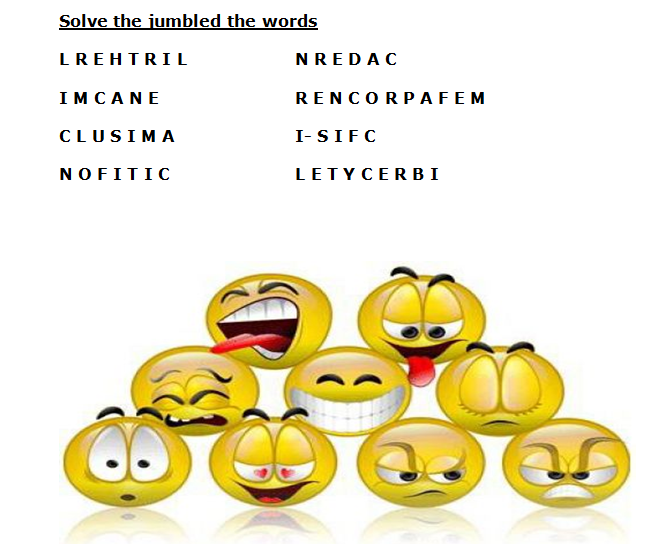 Solve the jumbled the words
L R E H T R I L N R E D A C
I M C A N E R E N C O R P A F E M
C L U S I M A I- S I F C
N O F I T I C L E T Y C E R B I